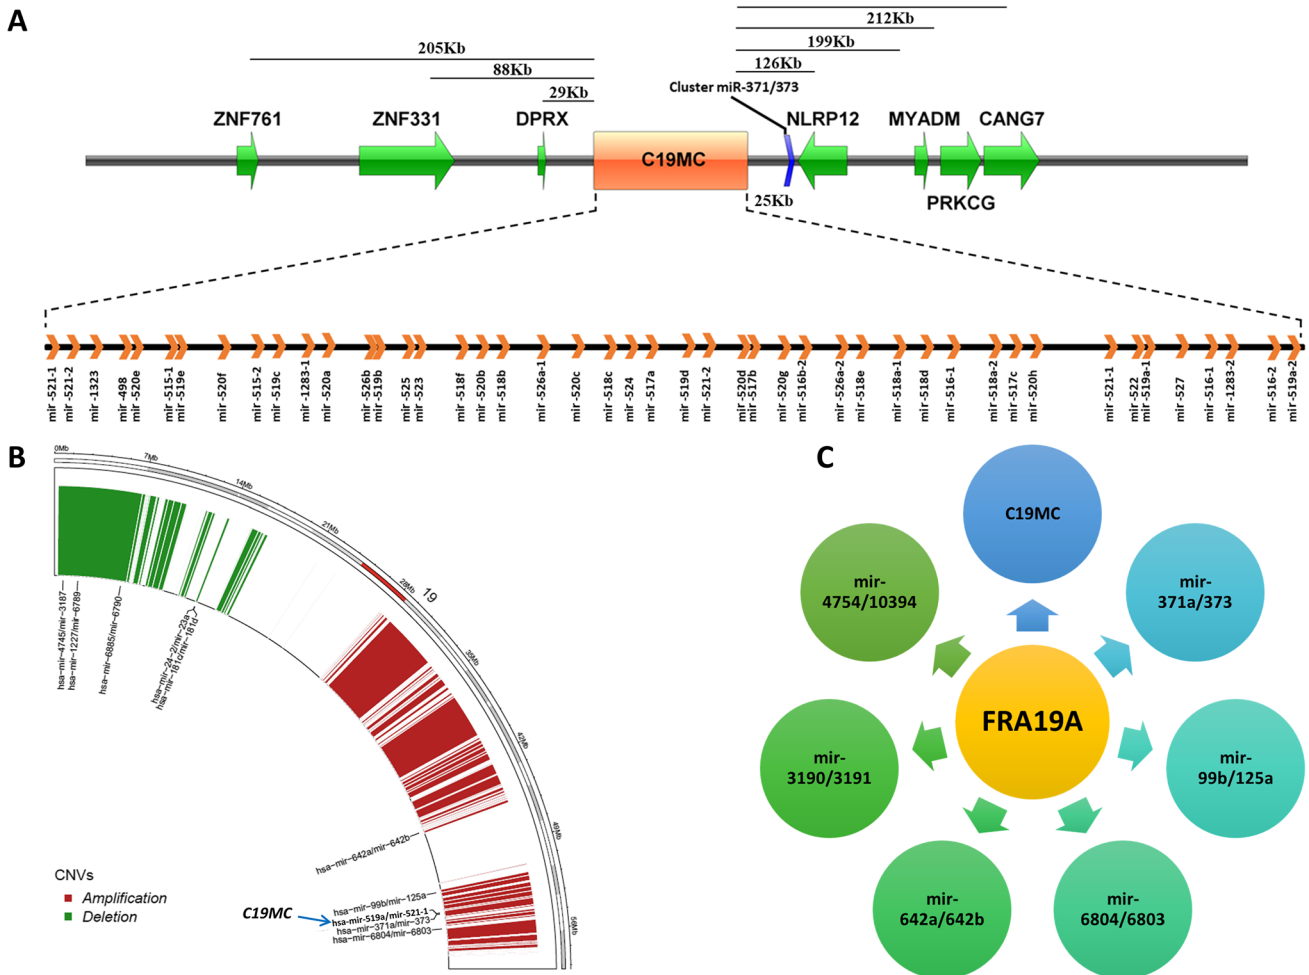 A
212Kb
199Kb
126Kb
205Kb
88Kb
29Kb
Cluster miR-371/373
ZNF761
ZNF331
DPRX
C19MC
NLRP12
MYADM
CANG7
25Kb
PRKCG
mir -521-1
mir -521-2
mir -1323
mir -498
mir -520e
mir -515-1
mir -519e
mir -520f
mir -515-2
mir -519c
mir -1283-1
mir -520a
mir -526b
mir -519b
mir -525
mir -523
mir -518f
mir -520b
mir -518b
mir -526a-1
mir -520c
mir -518c
mir -524
mir -517a
mir -519d
mir -521-2
mir -520d
mir -517b
mir -520g
mir -516b-2
mir -526a-2
mir -518e
mir -518a-1
mir -518d
mir -516-1
mir -518a-2
mir -517c
mir -520h
mir -521-1
mir -522
mir -519a-1
mir -527
mir -516-1
mir -1283-2
mir -516-2
mir -519a-2
B
0Mb
7Mb
14Mb
21Mb
28Mb
19
35Mb
42Mb
49Mb
56Mb
hsa-mir-4745/mir-3187
hsa-mir-1227/mir-6789
hsa-mir-6885/mir-6790
hsa-mir-24-2/mir-23a
hsa-mir-181c/mir-181d
hsa-mir-642a/mir-642b
hsa-mir-99b/mir-125a
hsa-mir-519a/mir-521-1
hsa-mir-371a/mir-373
hsa-mir-6804/mir-6803
C19MC
CNVs
Amplification
Deletion
C
C19MC
mir-
371a/373
mir-
99b/125a
mir-
6804/6803
mir-
642a/642b
mir-
3190/3191
mir-
4754/10394
FRA19A